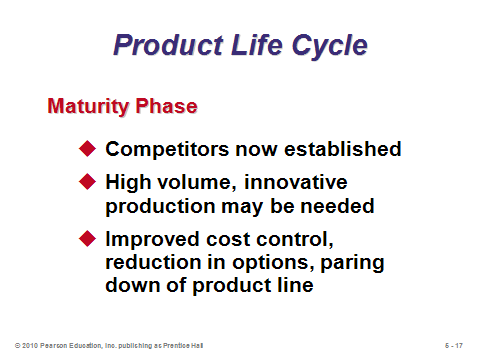 Product Life Cycle
Maturity Phase
Competitors now established
High volume, innovative
production may be needed
Improved cost control,
reduction in options, paring
down of product line
© 2010 Pearson Education, Inc. publishing as Prentice Hall
5 - 17